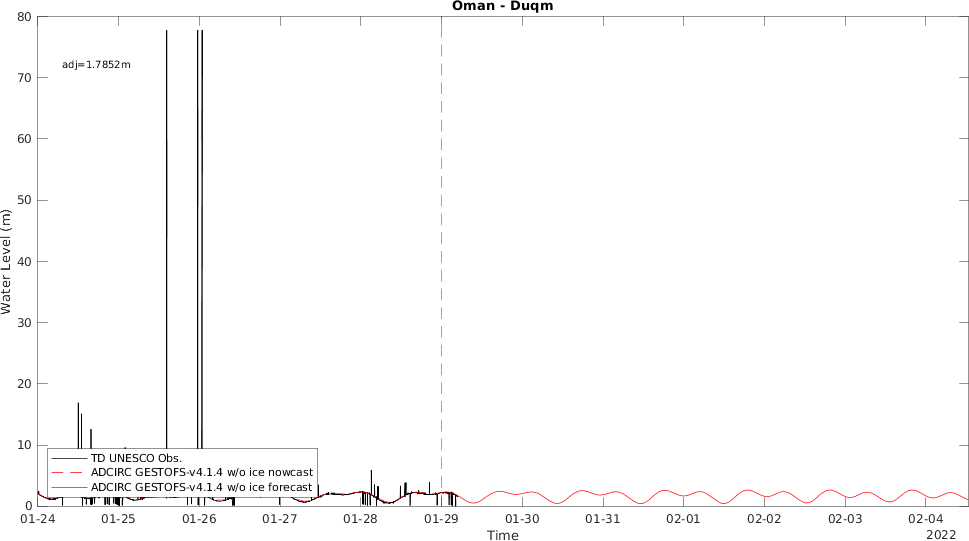 Oman - Duqm
80
adj=1.7852m
70
60
50
40
30
20
10
0
Water Level (m)
TD UNESCO Obs.
ADCIRC GESTOFS-v4.1.4 w/o ice nowcast
ADCIRC GESTOFS-v4.1.4 w/o ice forecast
01-24 01-25 01-26 01-27 01-28 01-29 01-30 01-31 02-01 02-02 02-03 02-04
Time
2022